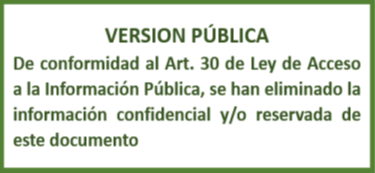 VERSION PÚBLICA
De conformidad al Art. 30 de Ley de Acceso
a la Información Pública, se han eliminado la
información confidencial y/o reservada de
este documento